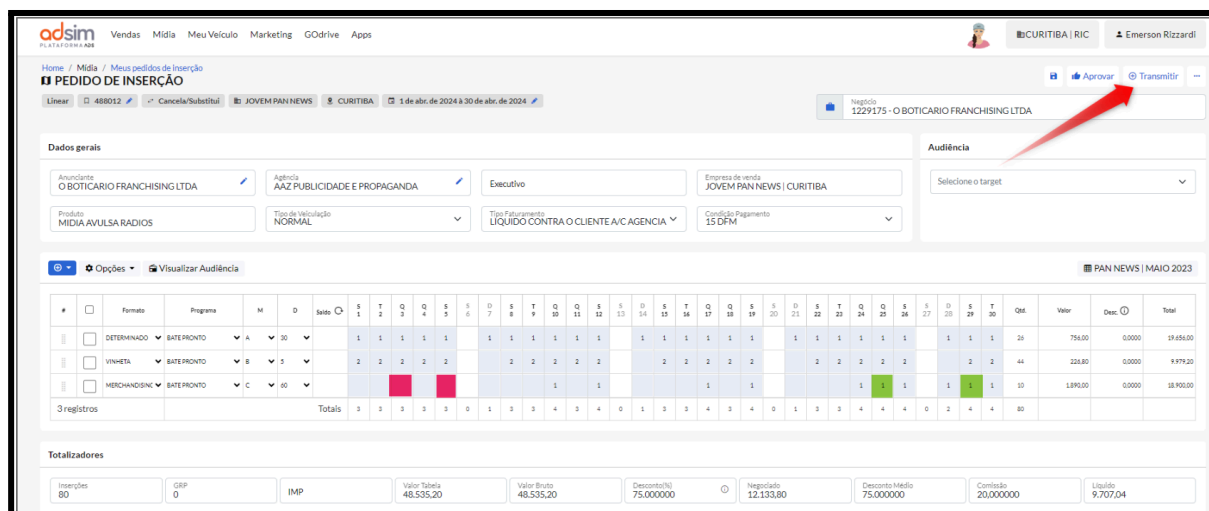 adsim
PLATAFORMA ADS
Vendas Mídia Meu Veículo Marketing GOdrive Apps
CURITIBA | RIC
Emerson Rizzardi
Home / Mídia / Meus pedidos de inserção
PEDIDO DE INSERÇÃO
Aprovar Transmitir ...
Linear 488012 Cancela/Substitui JOVEM PAN NEWS CURITIBA 1 de abr. de 2024 à 30 de abr. de 2024
Negócio
1229175 - O BOTICARIO FRANCHISING LTDA
Dados gerais
Audiência
Anunciante
O BOTICARIO FRANCHISING LTDA
Agência
AAZ PUBLICIDADE E PROPAGANDA
Executivo
Empresa de venda
JOVEM PAN NEWS | CURITIBA
Selecione o target
Produto
MIDIA AVULSA RADIOS
Tipo de Veiculação
NORMAL
Tipo Faturamento
LÍQUIDO CONTRA O CLIENTE A/C AGENCIA
Condição Pagamento
15 DFM
Opções Visualizar Audiência
PAN NEWS | MAIO 2023
# Formato Programa M D Saldo S T Q Q S S D S T Q Q S S D S T Q Q S S D S T Q Q S S D S T Qtd. Valor Desc. Total
1 2 3 4 5 6 7 8 9 10 11 12 13 14 15 16 17 18 19 20 21 22 23 24 25 26 27 28 29 30
DETERMINADO BATE PRONTO A 30 1 1 1 1 1 1 1 1 1 1 1 1 1 1 1 1 1 1 1 1 1 1 1 1 1 1 26 756,00 0,0000 19.656,00
VINHETA BATE PRONTO B 5 2 2 2 2 2 2 2 2 2 2 2 2 2 2 2 2 2 2 2 2 2 2 44 226,80 0,0000 9.979,20
MERCHANDISINC BATE PRONTO C 60 1 1 1 1 1 1 1 1 1 1 10 1.890,00 0,0000 18.900,00
3 registros Totais 3 3 3 3 3 0 1 3 3 4 3 4 0 1 3 3 4 3 4 0 1 3 3 4 4 4 0 2 4 4 80
Totalizadores
Inserções
80
GRP
0
IMP
Valor Tabela
48.535,20
Valor Bruto
48.535,20
Desconto(%)
75.000000
Negociado
12.133,80
Desconto Médio
75.000000
Comissão
20,000000
Líquido
9.707,04